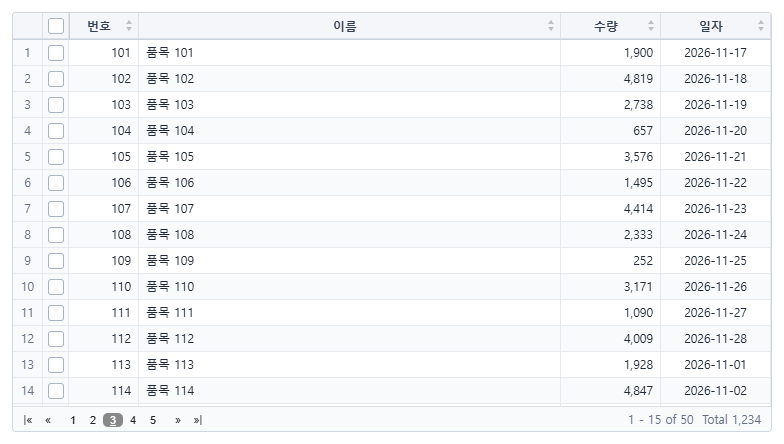 번호 이름 수량 일자
1 101 품목 101 1,900 2026-11-17
2 102 품목 102 4,819 2026-11-18
3 103 품목 103 2,738 2026-11-19
4 104 품목 104 657 2026-11-20
5 105 품목 105 3,576 2026-11-21
6 106 품목 106 1,495 2026-11-22
7 107 품목 107 4,414 2026-11-23
8 108 품목 108 2,333 2026-11-24
9 109 품목 109 252 2026-11-25
10 110 품목 110 3,171 2026-11-26
11 111 품목 111 1,090 2026-11-27
12 112 품목 112 4,009 2026-11-28
13 113 품목 113 1,928 2026-11-01
14 114 품목 114 4,847 2026-11-02
|« « 1 2 3 4 5 » »| 1 - 15 of 50 Total 1,234